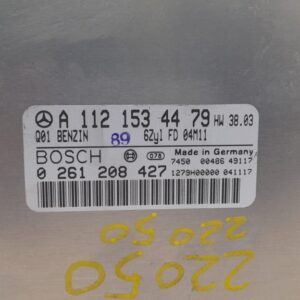 A 112 153 44 79 HW 38.03
Q01 BENZIN 89 6Zyl FD 04M11
BOSCH 078 Made in Germany
7450 00486 49117
0 261 208 427 1279H00000 041117
22050
22050